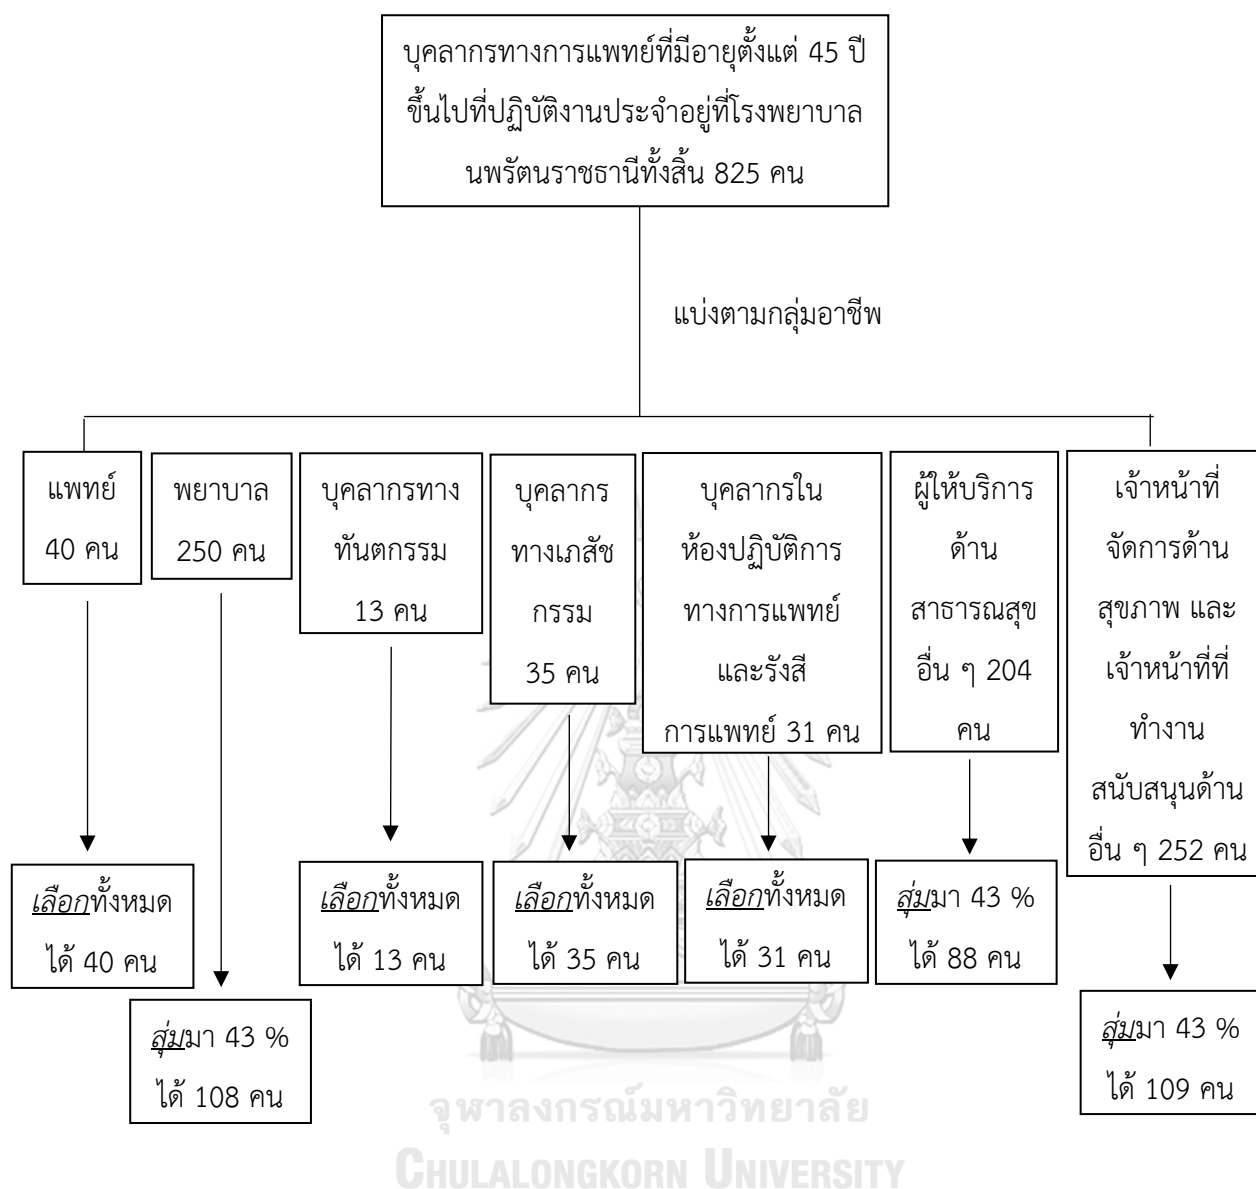 บุคลากรทางการแพทย์ที่มีอายุตั้งแต่ 45 ปี
ขึ้นไปที่ปฏิบัติงานประจำอยู่ที่โรงพยาบาล
นพรัตนราชธานีทั้งสิ้น 825 คน
แบ่งตามกลุ่มอาชีพ
แพทย์
40 คน
พยาบาล
250 คน
บุคลากรทาง
ทันตกรรม
13 คน
บุคลากร
ทางเภสัช
กรรม
35 คน
บุคลากรใน
ห้องปฏิบัติการ
ทางการแพทย์
และรังสี
การแพทย์ 31 คน
ผู้ให้บริการ
ด้าน
สาธารณสุข
อื่น ๆ 204
คน
เจ้าหน้าที่
จัดการด้าน
สุขภาพ และ
เจ้าหน้าที่ที่
ทำงาน
สนับสนุนด้าน
อื่น ๆ 252 คน
เลือกทั้งหมด
ได้ 40 คน
สุ่มมา 43 %
ได้ 108 คน
เลือกทั้งหมด
ได้ 13 คน
เลือกทั้งหมด
ได้ 35 คน
เลือกทั้งหมด
ได้ 31 คน
สุ่มมา 43 %
ได้ 88 คน
สุ่มมา 43 %
ได้ 109 คน
จุฬาลงกรณ์มหาวิทยาลัย
CHULALONGKORN UNIVERSITY